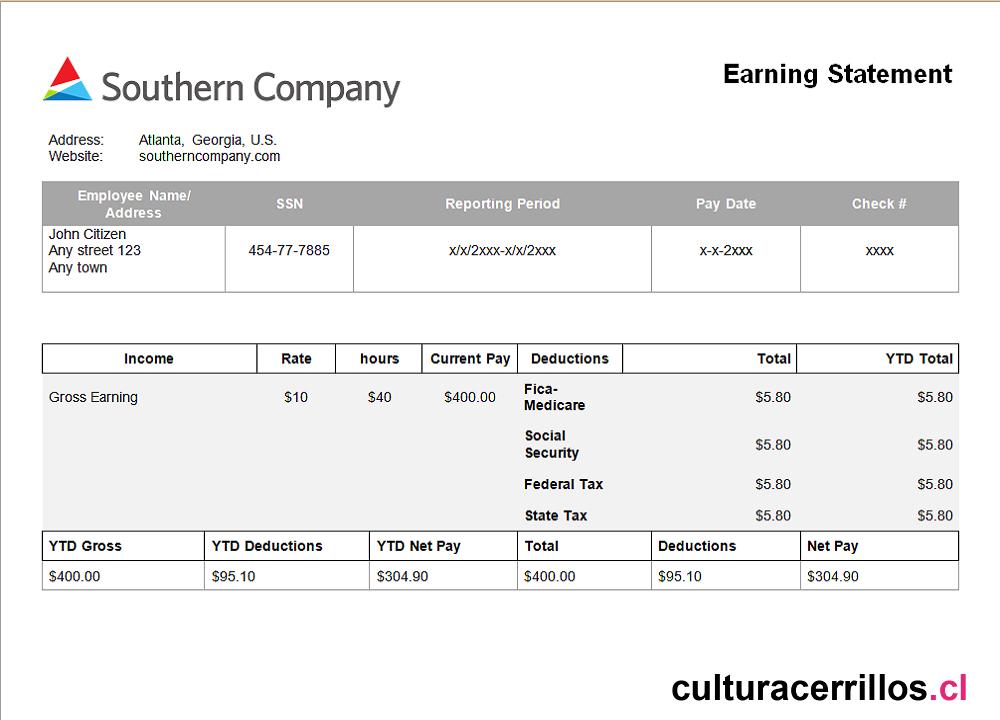 Southern Company
Earning Statement
Address: Atlanta, Georgia, U.S.
Website: southerncompany.com
Employee Name/ Address SSN Reporting Period Pay Date Check #
John Citizen
Any street 123 454-77-7885 x/x/2xxx-x/x/2xxx x-x-2xxx xxxx
Any town
Income Rate hours Current Pay Deductions Total YTD Total
Gross Earning $10 $40 $400.00 Fica-Medicare $5.80 $5.80
Social Security $5.80 $5.80
Federal Tax $5.80 $5.80
State Tax $5.80 $5.80
YTD Gross YTD Deductions YTD Net Pay Total Deductions Net Pay
$400.00 $95.10 $304.90 $400.00 $95.10 $304.90
culturacerrillos.cl